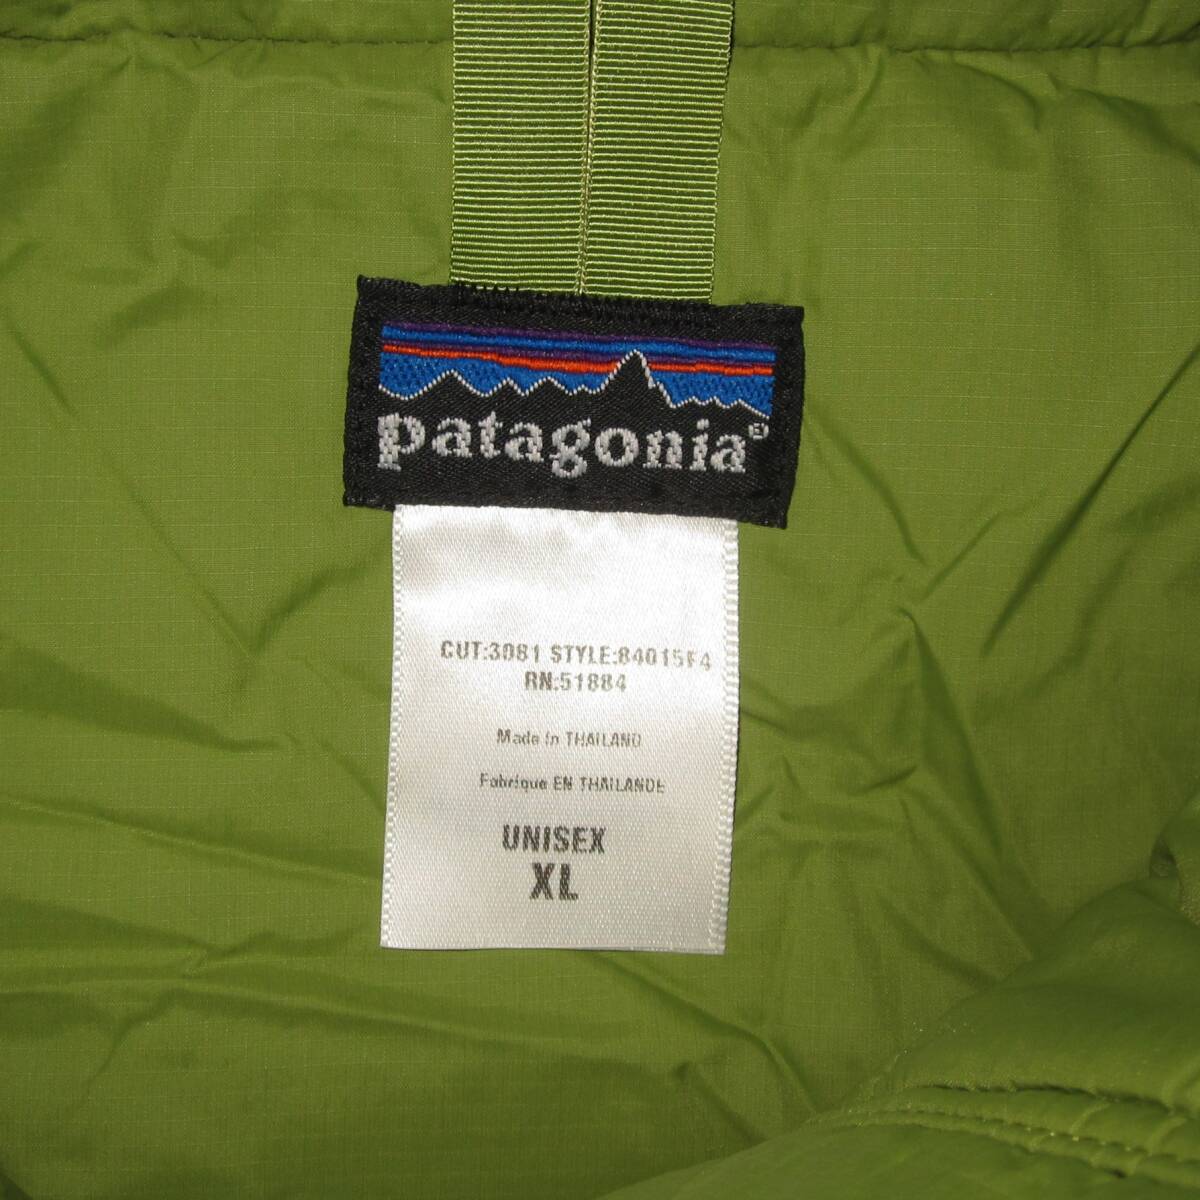 patagonia®
CUT:3081 STYLE:84015F4
RN:51884
Made in THAILAND
Fabrique EN THAILANDE
UNISEX
XL